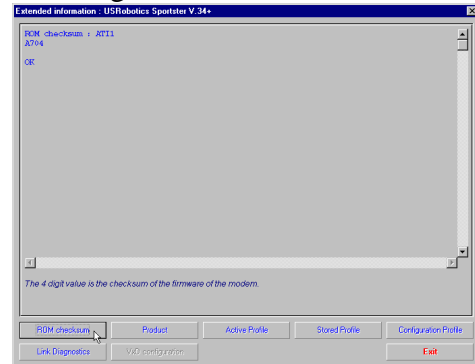 Extended information : USRobotics Sportster V.34+
ROM checksum : ATI1
A704
OK
The 4 digit value is the checksum of the firmware of the modem.
ROM checksum
Product
Active Profile
Stored Profile
Configuration Profile
Link Diagnostics
VxD configuration
Exit